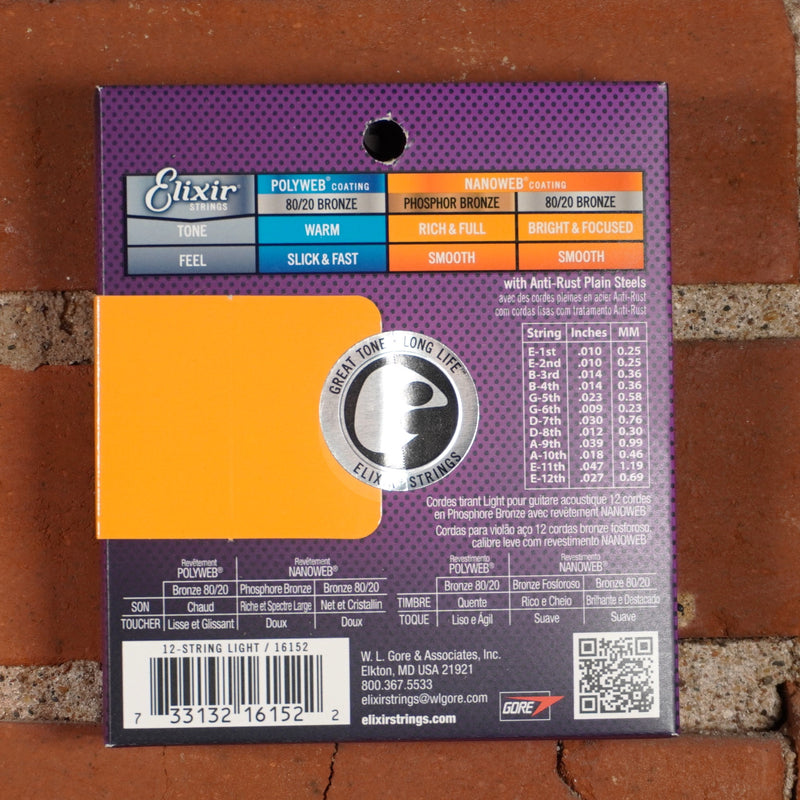 Elixir®
STRINGS
POLYWEB® COATING
NANOWEB® COATING
80/20 BRONZE
PHOSPHOR BRONZE
80/20 BRONZE
TONE
WARM
RICH & FULL
BRIGHT & FOCUSED
FEEL
SLICK & FAST
SMOOTH
SMOOTH
with Anti-Rust Plain Steels
avec des cordes pleines en acier Anti-Rust
com cordas lisas com tratamento Anti-Rust
GREAT TONE · LONG LIFE™
ELIXIR STRINGS
String Inches MM
E-1st .010 0.25
E-2nd .010 0.25
B-3rd .014 0.36
B-4th .014 0.36
G-5th .023 0.58
G-6th .009 0.23
D-7th .030 0.76
D-8th .012 0.30
A-9th .039 0.99
A-10th .018 0.46
E-11th .047 1.19
E-12th .027 0.69
Cordes tirant Light pour guitare acoustique 12 cordes
en Phosphore Bronze avec revêtement NANOWEB
Cordas para violão aço 12 cordas bronze fosforoso,
calibre leve com revestimento NANOWEB
Revêtement POLYWEB®
Revêtement NANOWEB®
Bronze 80/20 Phosphore Bronze Bronze 80/20
SON Chaud Riche et Spectre Large Net et Cristallin
TOUCHER Lisse et Glissant Doux Doux
Revestimento POLYWEB®
Revestimento NANOWEB®
Bronze 80/20 Bronze Fosforoso Bronze 80/20
TIMBRE Quente Rico e Cheio Brilhante e Destacado
TOQUE Liso e Ágil Suave Suave
12-STRING LIGHT / 16152
7 33132 16152 2
W. L. Gore & Associates, Inc.
Elkton, MD USA 21921
800.367.5533
elixirstrings@wlgore.com
elixirstrings.com
GORE